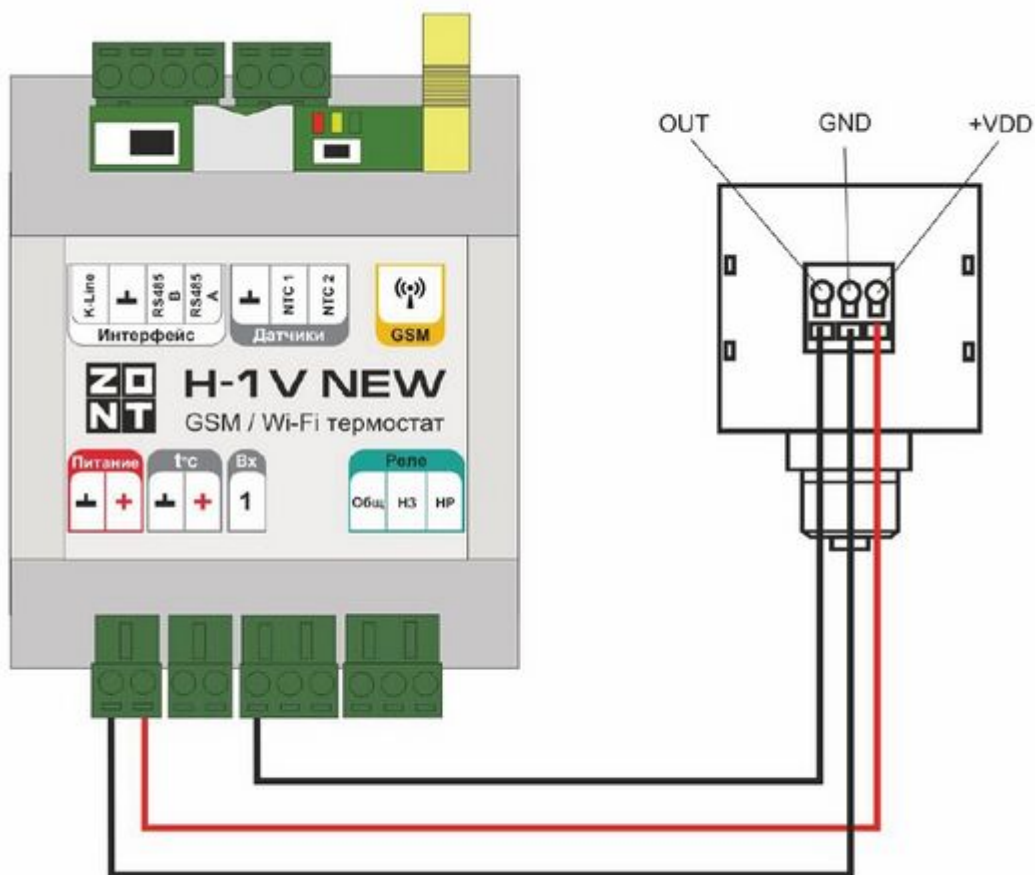 OUT GND +VDD
K-Line RS485 B RS485 A NTC 1 NTC 2
Интерфейс Датчики GSM
ZONT H-1V NEW
GSM / Wi-Fi термостат
Питание t°C Вх Реле
+ + 1 Общ НЗ НР